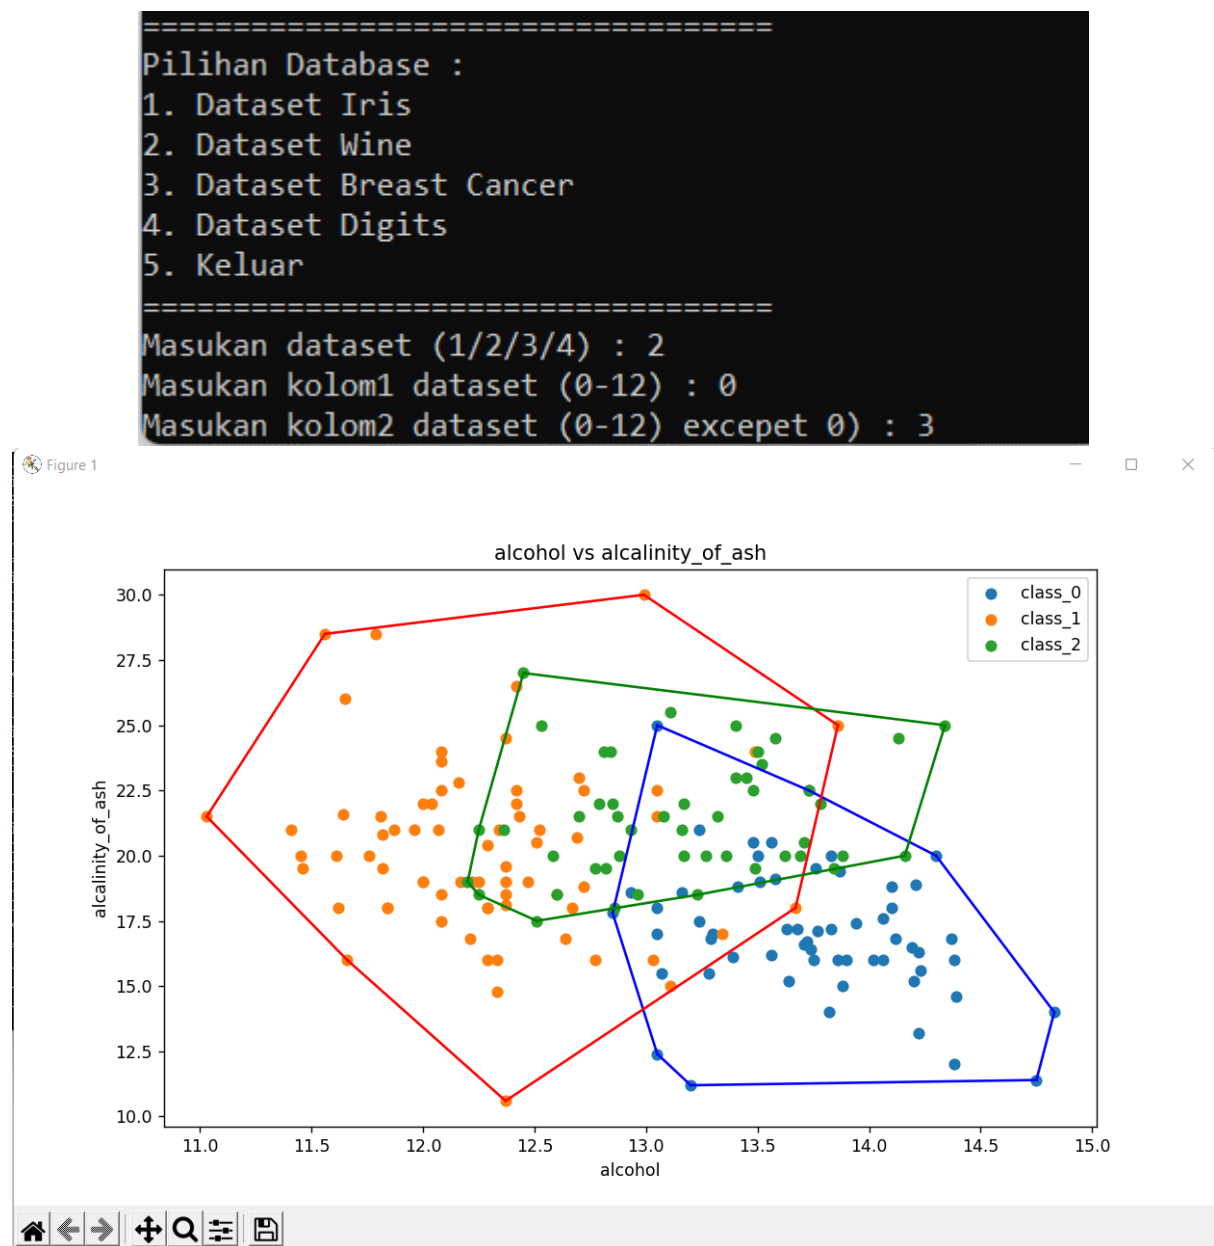 ===================================
Pilihan Database :
1. Dataset Iris
2. Dataset Wine
3. Dataset Breast Cancer
4. Dataset Digits
5. Keluar
===================================
Masukan dataset (1/2/3/4) : 2
Masukan kolom1 dataset (0-12) : 0
Masukan kolom2 dataset (0-12) excepet 0) : 3
Figure 1
alcohol vs alcalinity_of_ash
class_0
class_1
class_2
30.0
27.5
25.0
22.5
20.0
17.5
15.0
12.5
10.0
alcalinity_of_ash
11.0 11.5 12.0 12.5 13.0 13.5 14.0 14.5 15.0
alcohol